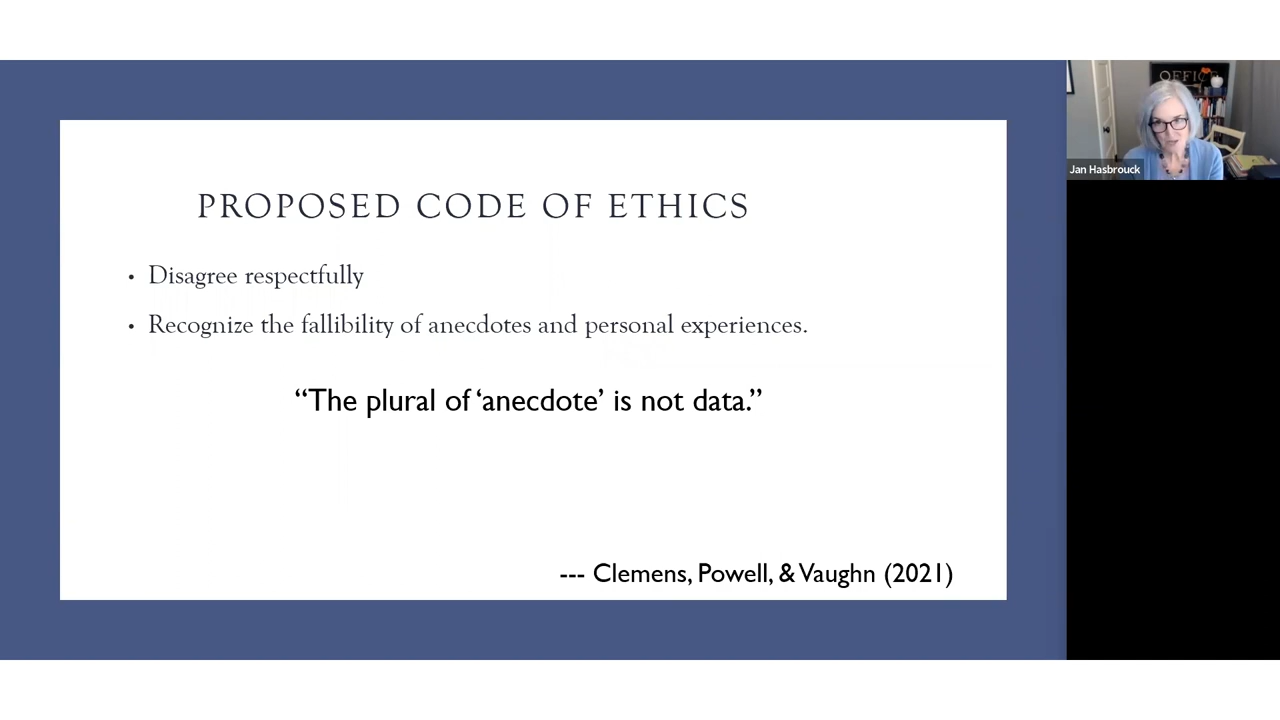 PROPOSED CODE OF ETHICS
• Disagree respectfully
• Recognize the fallibility of anecdotes and personal experiences.
“The plural of ‘anecdote’ is not data.”
--- Clemens, Powell, & Vaughn (2021)
OFFICE
Jan Hasbrouck